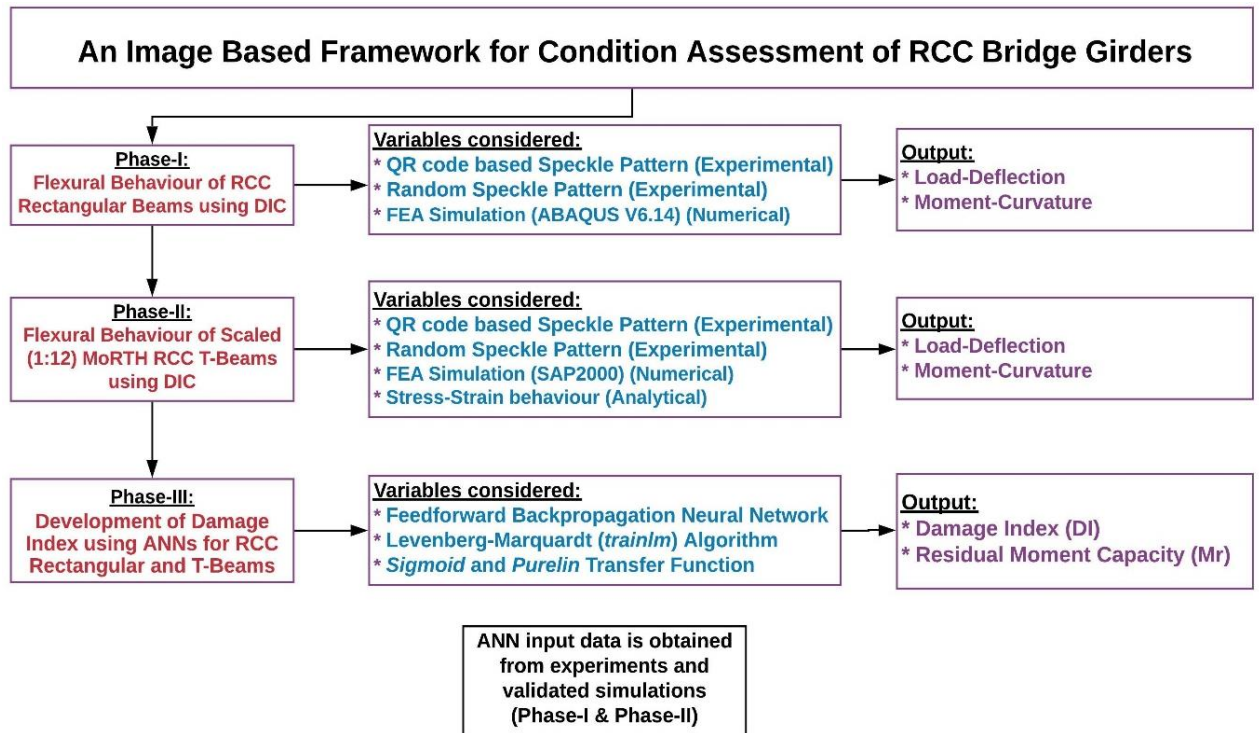 An Image Based Framework for Condition Assessment of RCC Bridge Girders
Phase-I:
Flexural Behaviour of RCC
Rectangular Beams using DIC
Variables considered:
* QR code based Speckle Pattern (Experimental)
* Random Speckle Pattern (Experimental)
* FEA Simulation (ABAQUS V6.14) (Numerical)
Output:
* Load-Deflection
* Moment-Curvature
Phase-II:
Flexural Behaviour of Scaled
(1:12) MoRTH RCC T-Beams
using DIC
Variables considered:
* QR code based Speckle Pattern (Experimental)
* Random Speckle Pattern (Experimental)
* FEA Simulation (SAP2000) (Numerical)
* Stress-Strain behaviour (Analytical)
Output:
* Load-Deflection
* Moment-Curvature
Phase-III:
Development of Damage
Index using ANNs for RCC
Rectangular and T-Beams
Variables considered:
* Feedforward Backpropagation Neural Network
* Levenberg-Marquardt (trainlm) Algorithm
* Sigmoid and Purelin Transfer Function
Output:
* Damage Index (DI)
* Residual Moment Capacity (Mr)
ANN input data is obtained
from experiments and
validated simulations
(Phase-I & Phase-II)